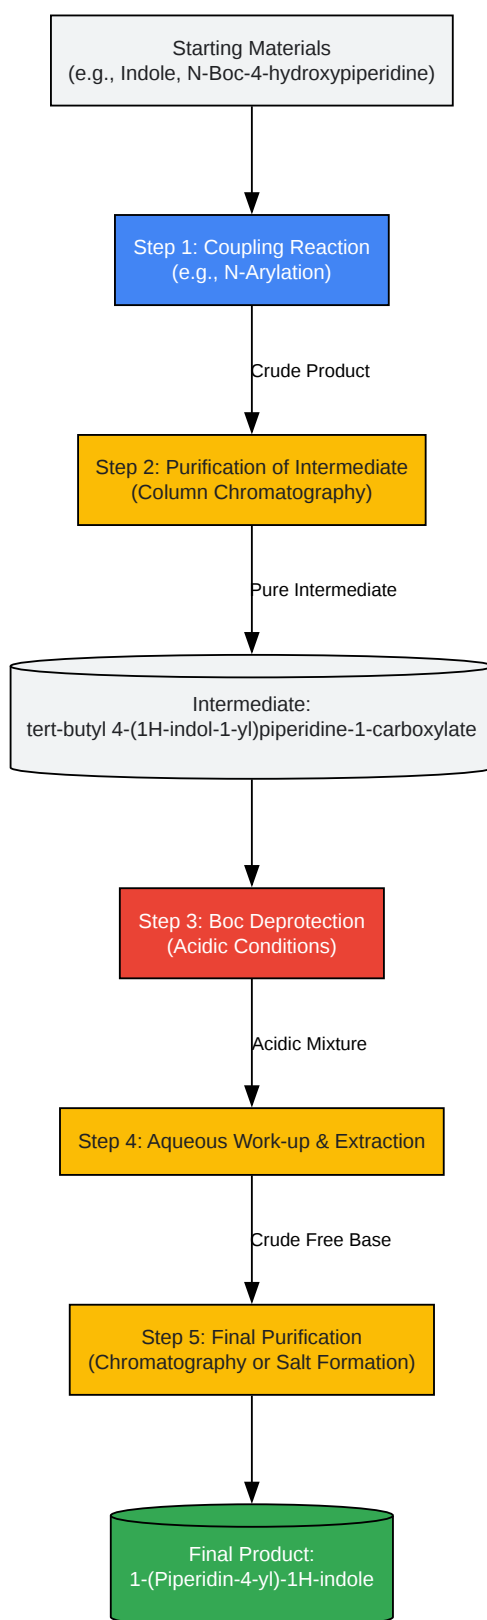 Starting Materials
(e.g., Indole, N-Boc-4-hydroxypiperidine)
Step 1: Coupling Reaction
(e.g., N-Arylation)
Crude Product
Step 2: Purification of Intermediate
(Column Chromatography)
Pure Intermediate
Intermediate:
tert-butyl 4-(1H-indol-1-yl)piperidine-1-carboxylate
Step 3: Boc Deprotection
(Acidic Conditions)
Acidic Mixture
Step 4: Aqueous Work-up & Extraction
Crude Free Base
Step 5: Final Purification
(Chromatography or Salt Formation)
Final Product:
1-(Piperidin-4-yl)-1H-indole